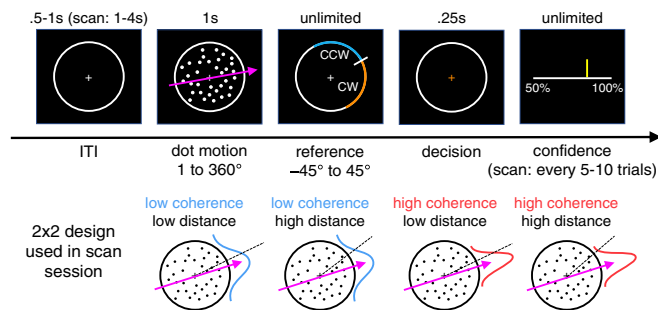 .5-1s (scan: 1-4s)
1s
unlimited
.25s
unlimited
CCW
CW
50%
100%
ITI
dot motion
1 to 360°
reference
–45° to 45°
decision
confidence
(scan: every 5-10 trials)
2x2 design
used in scan
session
low coherence
low distance
low coherence
high distance
high coherence
low distance
high coherence
high distance